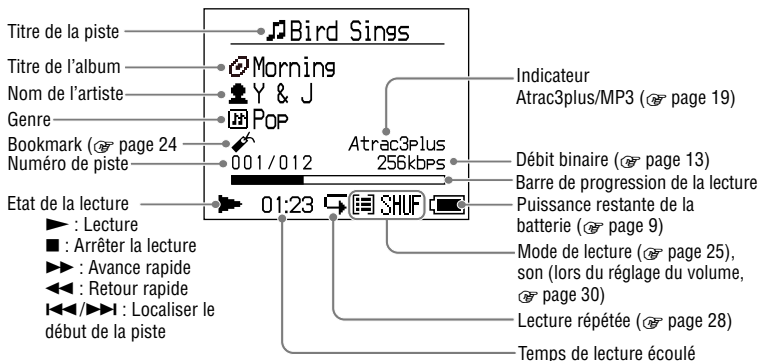 Titre de la piste
Titre de l'album
Nom de l'artiste
Genre
Bookmark (☞ page 24
Numéro de piste
Etat de la lecture
► : Lecture
■ : Arrêter la lecture
►► : Avance rapide
◄◄ : Retour rapide
I◄◄/►►I : Localiser le
début de la piste
Bird Sings
Morning
Y & J
Pop
Atrac3plus
001/012 256kbps
01:23 SHUF
Indicateur
Atrac3plus/MP3 (☞ page 19)
Débit binaire (☞ page 13)
Barre de progression de la lecture
Puissance restante de la
batterie (☞ page 9)
Mode de lecture (☞ page 25),
son (lors du réglage du volume,
☞ page 30)
Lecture répétée (☞ page 28)
Temps de lecture écoulé